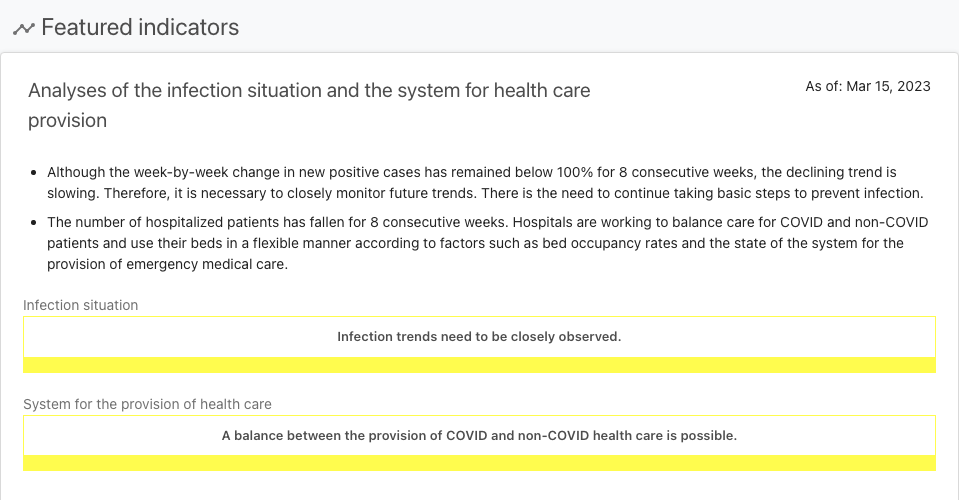 Featured indicators
Analyses of the infection situation and the system for health care
provision
As of: Mar 15, 2023
Although the week-by-week change in new positive cases has remained below 100% for 8 consecutive weeks, the declining trend is
slowing. Therefore, it is necessary to closely monitor future trends. There is the need to continue taking basic steps to prevent infection.
The number of hospitalized patients has fallen for 8 consecutive weeks. Hospitals are working to balance care for COVID and non-COVID
patients and use their beds in a flexible manner according to factors such as bed occupancy rates and the state of the system for the
provision of emergency medical care.
Infection situation
Infection trends need to be closely observed.
System for the provision of health care
A balance between the provision of COVID and non-COVID health care is possible.